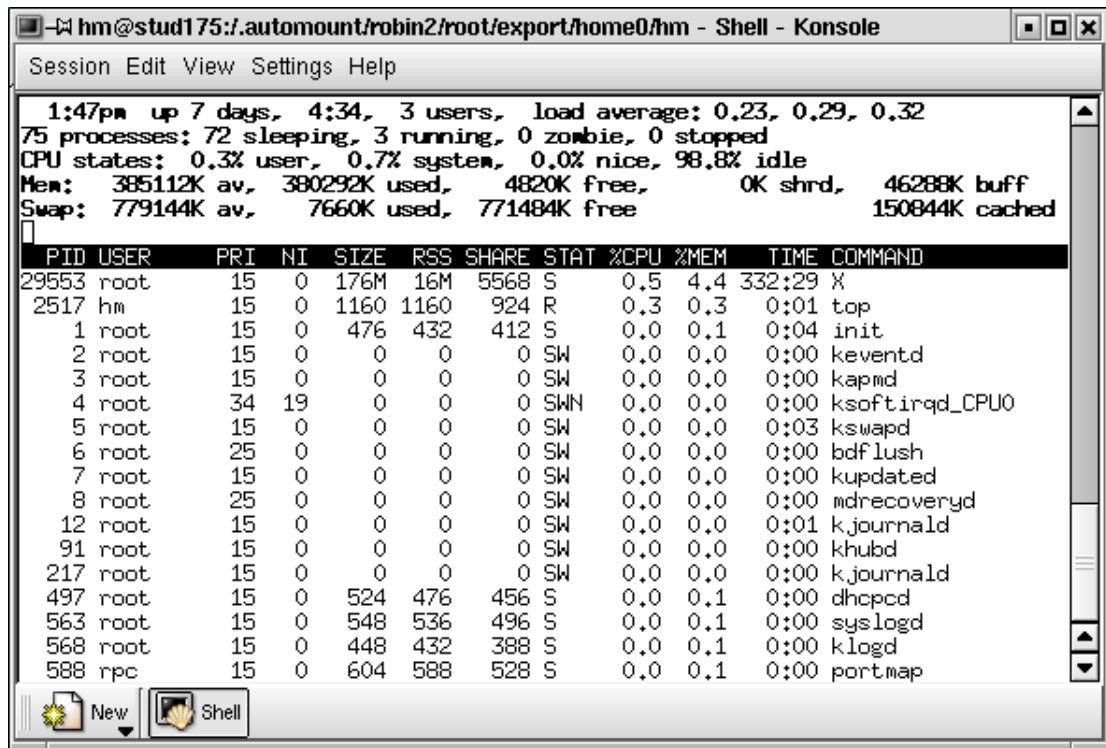 hm@stud175:/.automount/robin2/root/export/home0/hm - Shell - Konsole
Session Edit View Settings Help
1:47pm up 7 days, 4:34, 3 users, load average: 0.23, 0.29, 0.32
75 processes: 72 sleeping, 3 running, 0 zombie, 0 stopped
CPU states: 0.3% user, 0.7% system, 0.0% nice, 98.8% idle
Mem: 385112K av, 380292K used, 4820K free, 0K shrd, 46288K buff
Swap: 779144K av, 7660K used, 771484K free 150844K cached
PID USER PRI NI SIZE RSS SHARE STAT %CPU %MEM TIME COMMAND
29553 root 15 0 176M 16M 5568 S 0.5 4.4 332:29 X
2517 hm 15 0 1160 1160 924 R 0.3 0.3 0:01 top
1 root 15 0 476 432 412 S 0.0 0.1 0:04 init
2 root 15 0 0 0 0 SW 0.0 0.0 0:00 keventd
3 root 15 0 0 0 0 SW 0.0 0.0 0:00 kapmd
4 root 34 19 0 0 0 SWN 0.0 0.0 0:00 ksoftirqd_CPU0
5 root 15 0 0 0 0 SW 0.0 0.0 0:03 kswapd
6 root 25 0 0 0 0 SW 0.0 0.0 0:00 bdflush
7 root 15 0 0 0 0 SW 0.0 0.0 0:00 kupdated
8 root 25 0 0 0 0 SW 0.0 0.0 0:00 mdrecoveryd
12 root 15 0 0 0 0 SW 0.0 0.0 0:01 kjournald
91 root 15 0 0 0 0 SW 0.0 0.0 0:00 khubd
217 root 15 0 0 0 0 SW 0.0 0.0 0:00 kjournald
497 root 15 0 524 476 456 S 0.0 0.1 0:00 dhcpcd
563 root 15 0 548 536 496 S 0.0 0.1 0:00 syslogd
568 root 15 0 448 432 388 S 0.0 0.1 0:00 klogd
588 rpc 15 0 604 588 528 S 0.0 0.1 0:00 portmap
New Shell